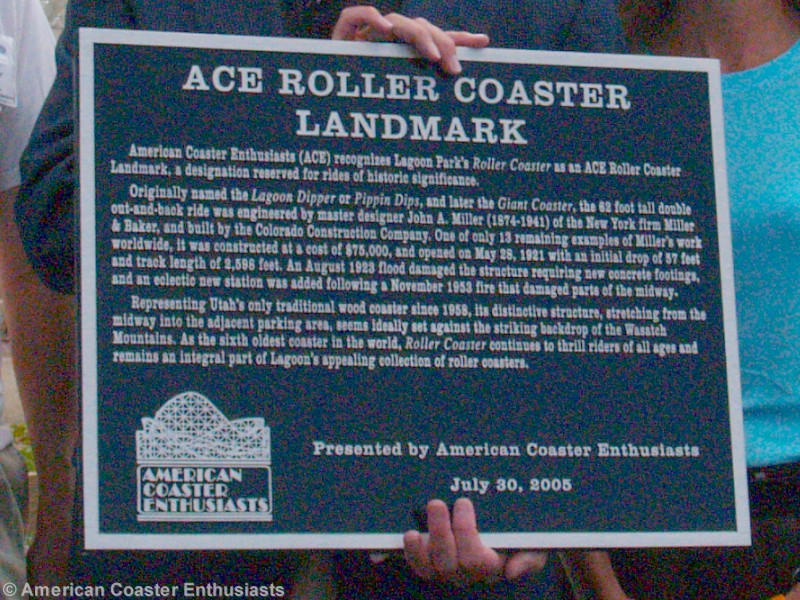 ACE ROLLER COASTER
LANDMARK
American Coaster Enthusiasts (ACE) recognizes Lagoon Park's Roller Coaster as an ACE Roller Coaster
Landmark, a designation reserved for rides of historic significance.
Originally named the Lagoon Dipper or Pippin Dips, and later the Giant Coaster, the 62 foot tall double
out-and-back ride was engineered by master designer John A. Miller (1874-1941) of the New York firm Miller
& Baker, and built by the Colorado Construction Company. One of only 13 remaining examples of Miller's work
worldwide, it was constructed at a cost of $75,000, and opened on May 28, 1921 with an initial drop of 57 feet
and track length of 2,598 feet. An August 1923 flood damaged the structure requiring new concrete footings,
and an eclectic new station was added following a November 1953 fire that damaged parts of the midway.
Representing Utah's only traditional wood coaster since 1958, its distinctive structure, stretching from the
midway into the adjacent parking area, seems ideally set against the striking backdrop of the Wasatch
Mountains. As the sixth oldest coaster in the world, Roller Coaster continues to thrill riders of all ages and
remains an integral part of Lagoon's appealing collection of roller coasters.
AMERICAN
COASTER
ENTHUSIASTS
Presented by American Coaster Enthusiasts
July 30, 2005
© American Coaster Enthusiasts